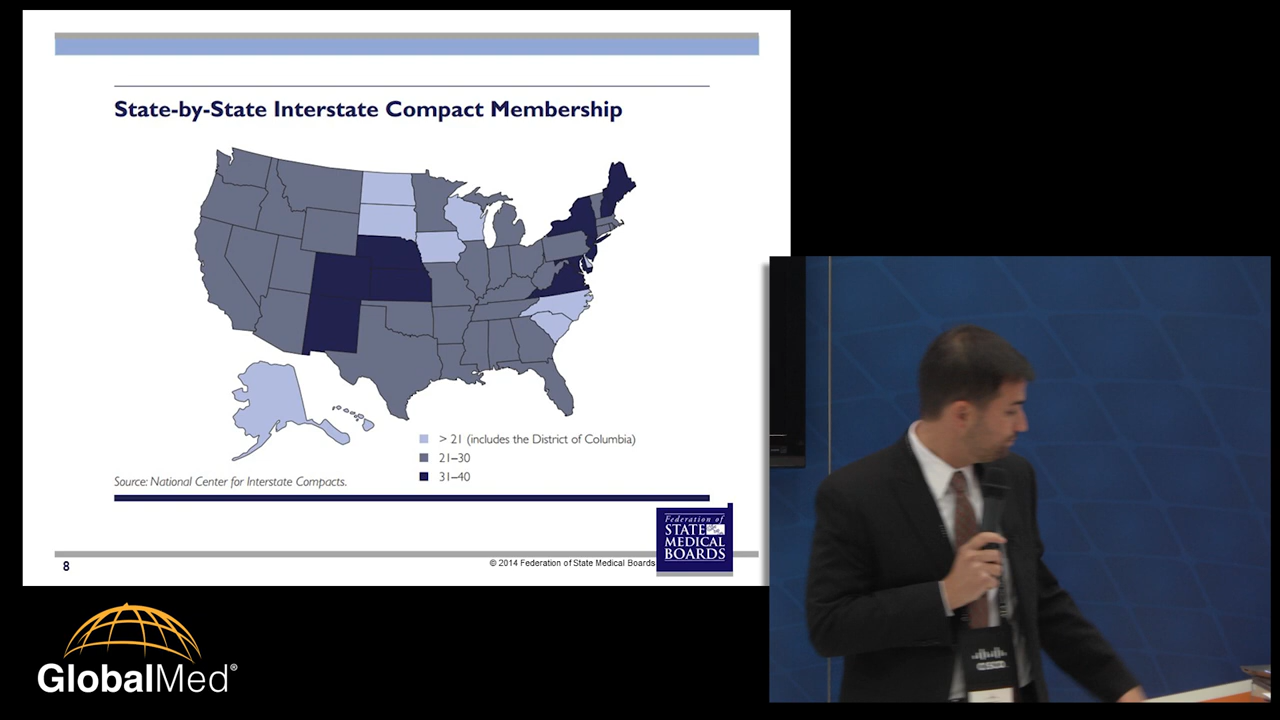 State-by-State Interstate Compact Membership
> 21 (includes the District of Columbia)
21–30
31–40
Source: National Center for Interstate Compacts.
Federation of
STATE
MEDICAL
BOARDS
© 2014 Federation of State Medical Boards
8
GlobalMed®
CISCO